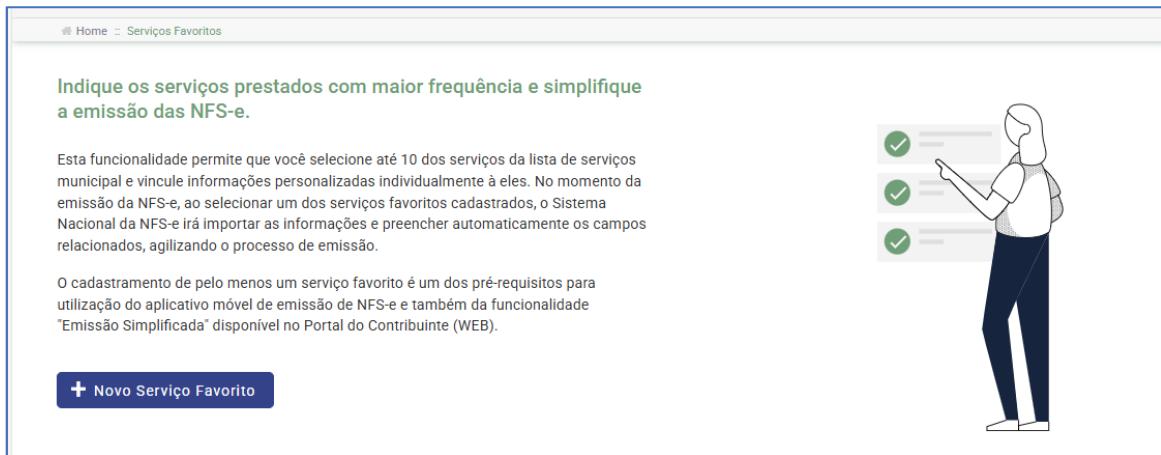 Home :: Serviços Favoritos
Indique os serviços prestados com maior frequência e simplifique
a emissão das NFS-e.
Esta funcionalidade permite que você selecione até 10 dos serviços da lista de serviços
municipal e vincule informações personalizadas individualmente à eles. No momento da
emissão da NFS-e, ao selecionar um dos serviços favoritos cadastrados, o Sistema
Nacional da NFS-e irá importar as informações e preencher automaticamente os campos
relacionados, agilizando o processo de emissão.
O cadastramento de pelo menos um serviço favorito é um dos pré-requisitos para
utilização do aplicativo móvel de emissão de NFS-e e também da funcionalidade
"Emissão Simplificada" disponível no Portal do Contribuinte (WEB).
+ Novo Serviço Favorito